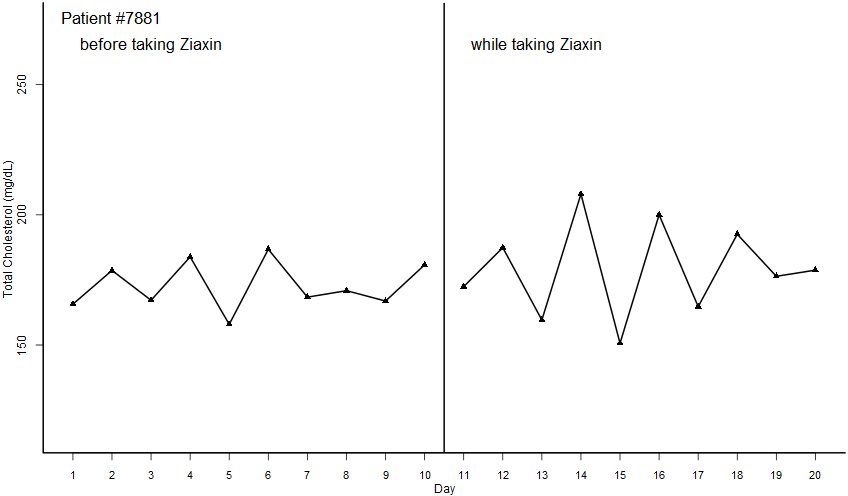 Patient #7881
before taking Ziaxin
while taking Ziaxin
Total Cholesterol (mg/dL)
250
200
150
1 2 3 4 5 6 7 8 9 10 11 12 13 14 15 16 17 18 19 20
Day